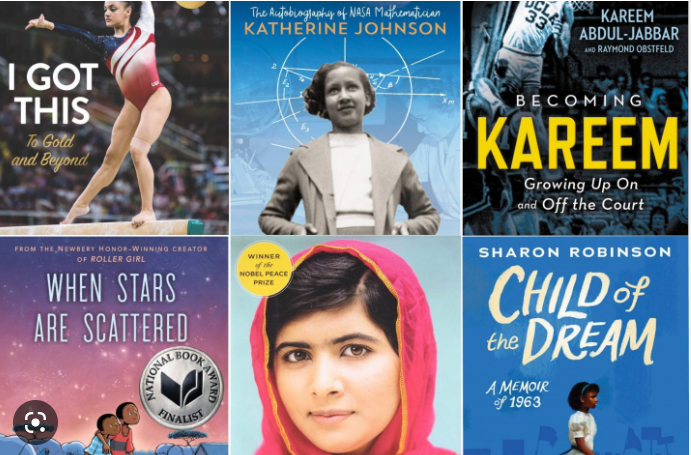 I GOT
THIS
To Gold
and Beyond
The Autobiography of NASA Mathematician
KATHERINE JOHNSON
UCLA
33
KAREEM
ABDUL-JABBAR
AND RAYMOND OBSTFELD
BECOMING
KAREEM
Growing Up On
and Off the Court
FROM THE NEWBERY HONOR-WINNING CREATOR
OF ROLLER GIRL
WHEN STARS
ARE SCATTERED
NATIONAL BOOK AWARD
FINALIST
WINNER
of the
NOBEL PEACE
PRIZE
SHARON ROBINSON
CHILD of
the DREAM
A MEMOIR
of 1963